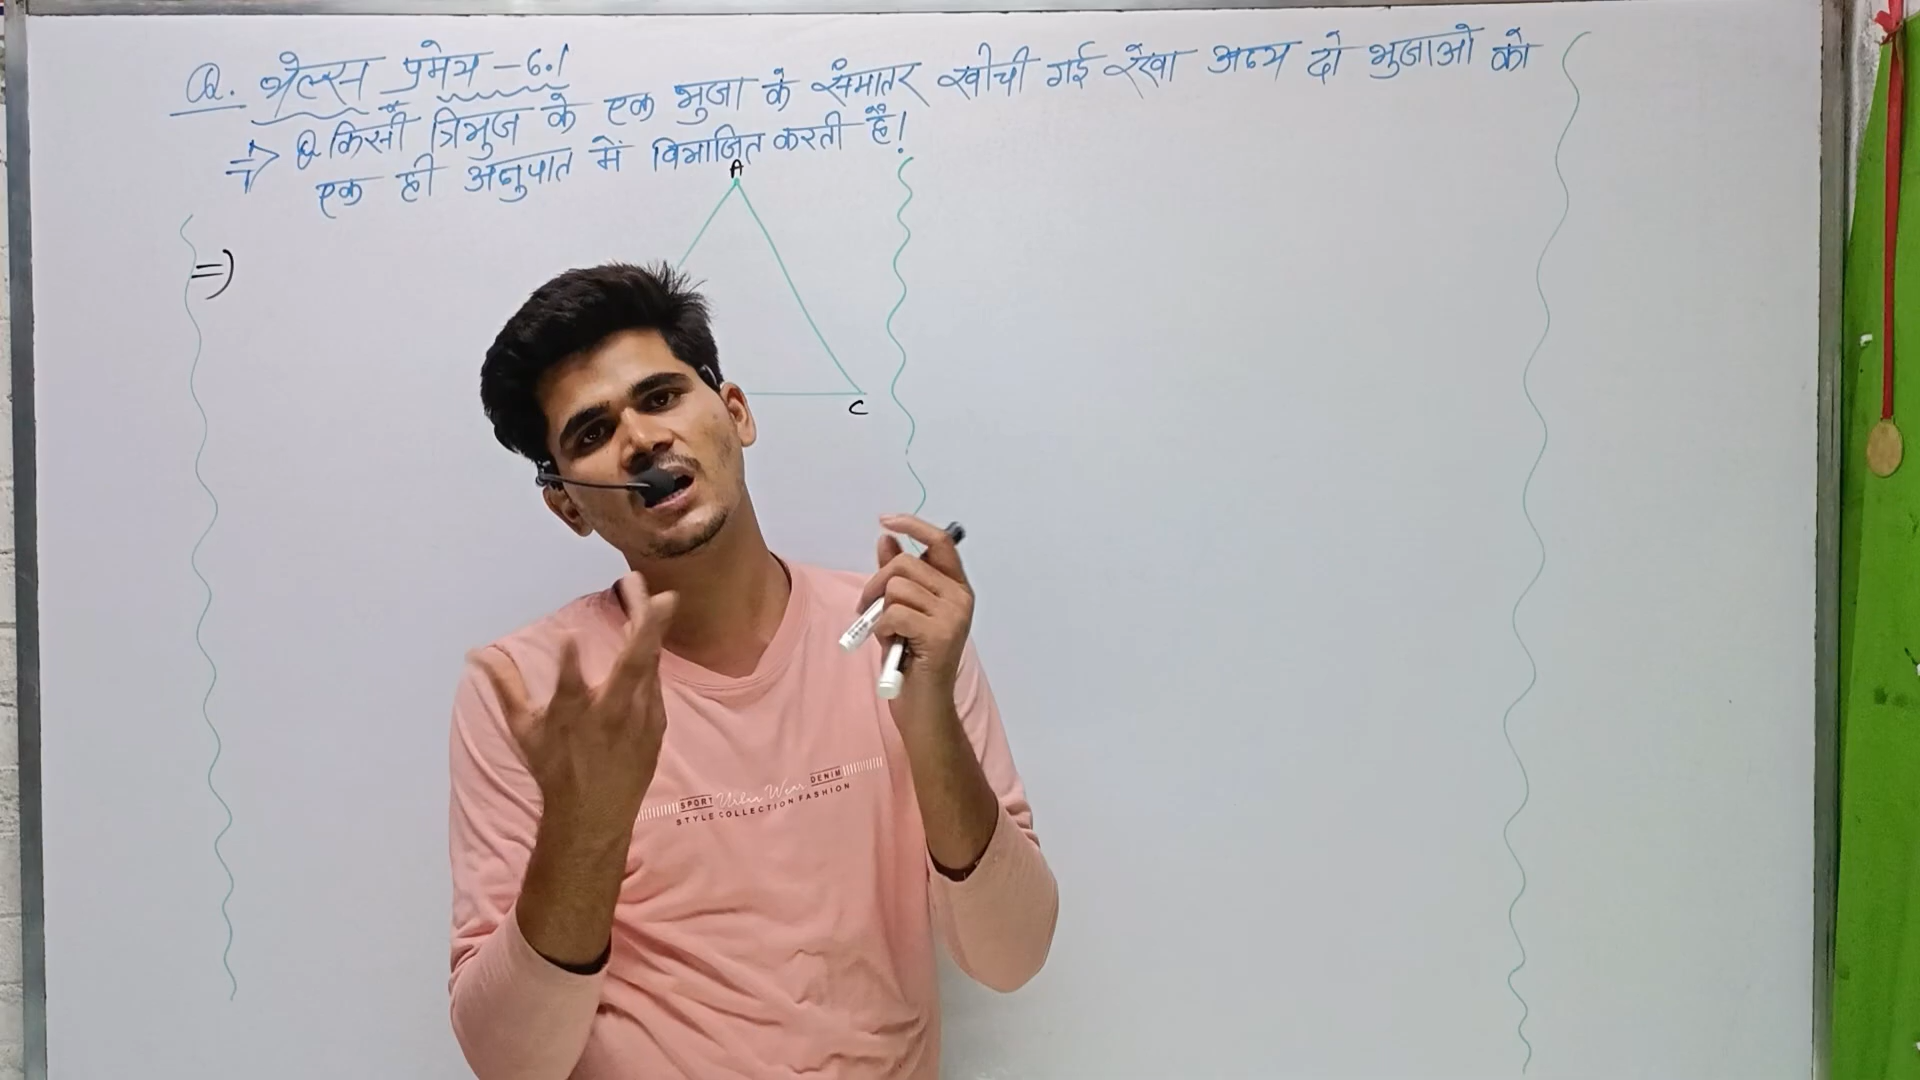 Q. थेल्स प्रमेय - 6.1
⇒ Q किसी त्रिभुज के एक भुजा के समांतर खींची गई रेखा अन्य दो भुजाओं को
एक ही अनुपात में विभाजित करती है!
A
⇒)
C
SPORT DENIM
STYLE COLLECTION FASHION